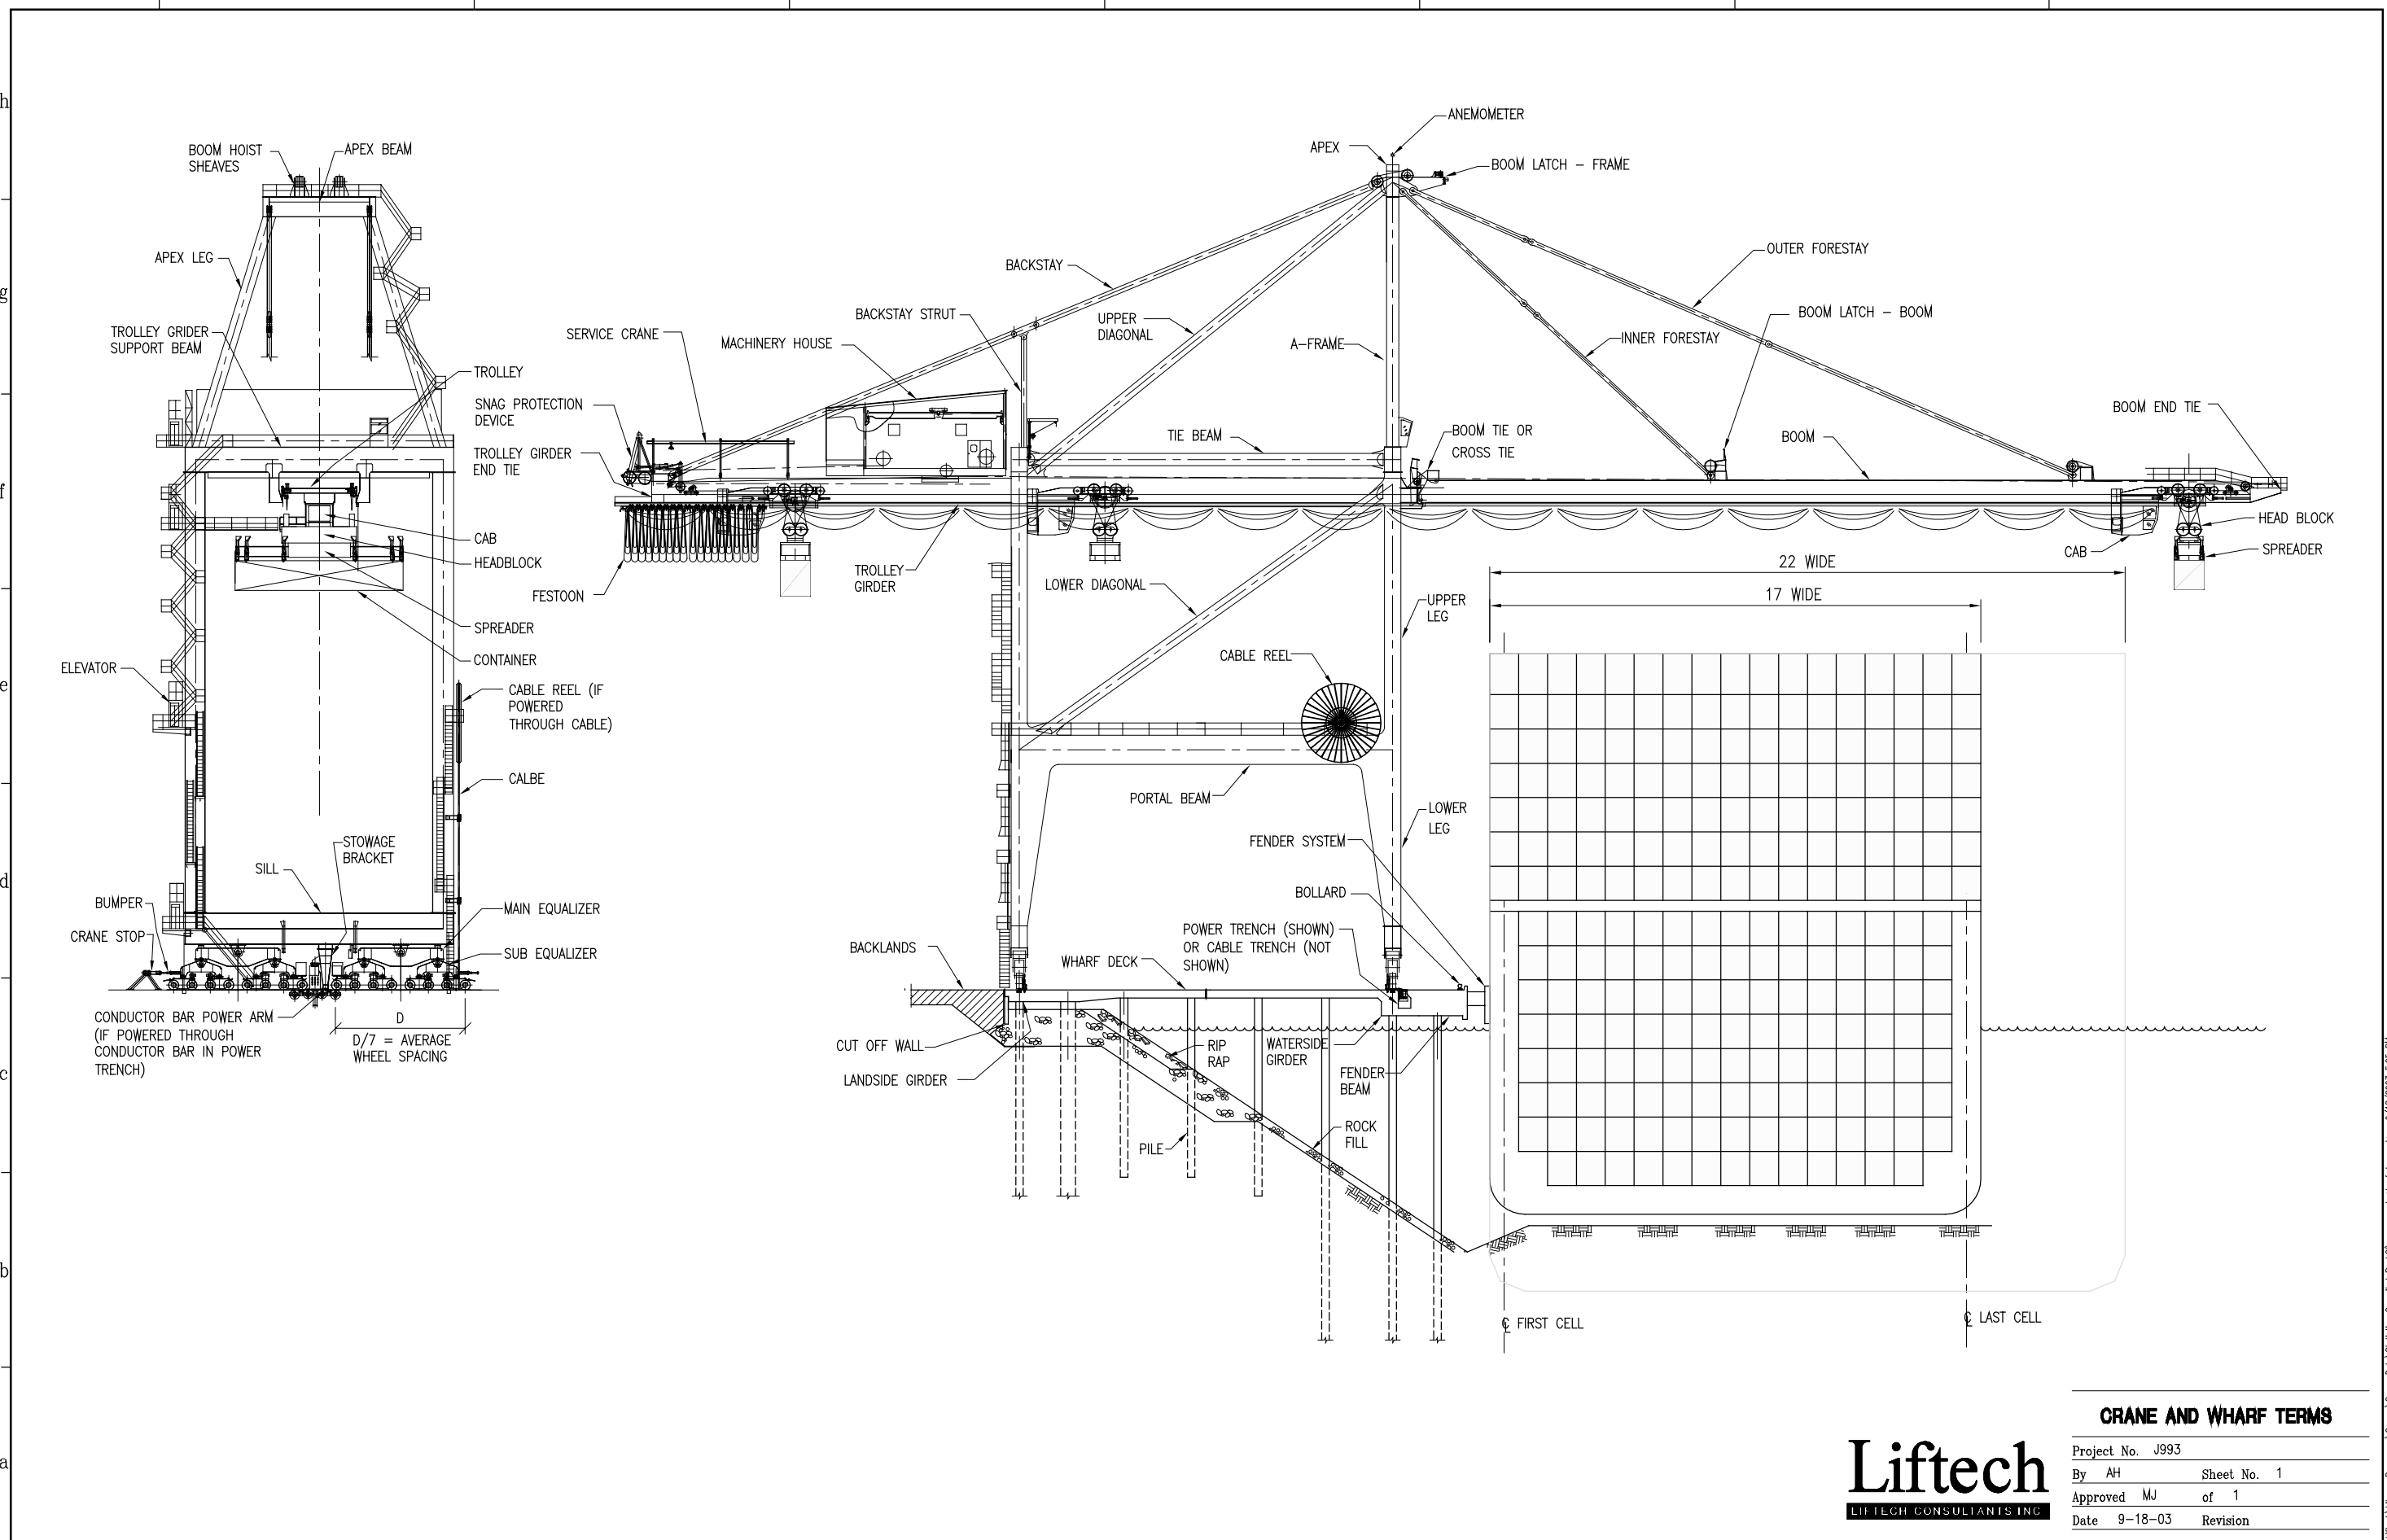 BOOM HOIST
SHEAVES
APEX BEAM
APEX LEG
TROLLEY GRIDER
SUPPORT BEAM
TROLLEY
SNAG PROTECTION
DEVICE
TROLLEY GIRDER
END TIE
CAB
HEADBLOCK
FESTOON
SPREADER
CONTAINER
ELEVATOR
CABLE REEL (IF
POWERED
THROUGH CABLE)
CALBE
STOWAGE
BRACKET
SILL
BUMPER
CRANE STOP
MAIN EQUALIZER
SUB EQUALIZER
CONDUCTOR BAR POWER ARM
(IF POWERED THROUGH
CONDUCTOR BAR IN POWER
TRENCH)
D
D/7 = AVERAGE
WHEEL SPACING
ANEMOMETER
APEX
BOOM LATCH - FRAME
BACKSTAY
OUTER FORESTAY
BACKSTAY STRUT
UPPER
DIAGONAL
BOOM LATCH - BOOM
SERVICE CRANE
MACHINERY HOUSE
A-FRAME
INNER FORESTAY
BOOM END TIE
TIE BEAM
BOOM TIE OR
CROSS TIE
BOOM
HEAD BLOCK
CAB
SPREADER
TROLLEY
GIRDER
LOWER DIAGONAL
22 WIDE
17 WIDE
UPPER
LEG
CABLE REEL
PORTAL BEAM
LOWER
LEG
FENDER SYSTEM
BOLLARD
POWER TRENCH (SHOWN)
OR CABLE TRENCH (NOT
SHOWN)
BACKLANDS
WHARF DECK
CUT OFF WALL
LANDSIDE GIRDER
RIP
RAP
WATERSIDE
GIRDER
FENDER
BEAM
PILE
ROCK
FILL
℄ FIRST CELL
℄ LAST CELL
h
g
f
e
d
c
b
a
Liftech
LIFTECH CONSULTANTS INC
CRANE AND WHARF TERMS
Project No. J993
By AH Sheet No. 1
Approved MJ of 1
Date 9-18-03 Revision